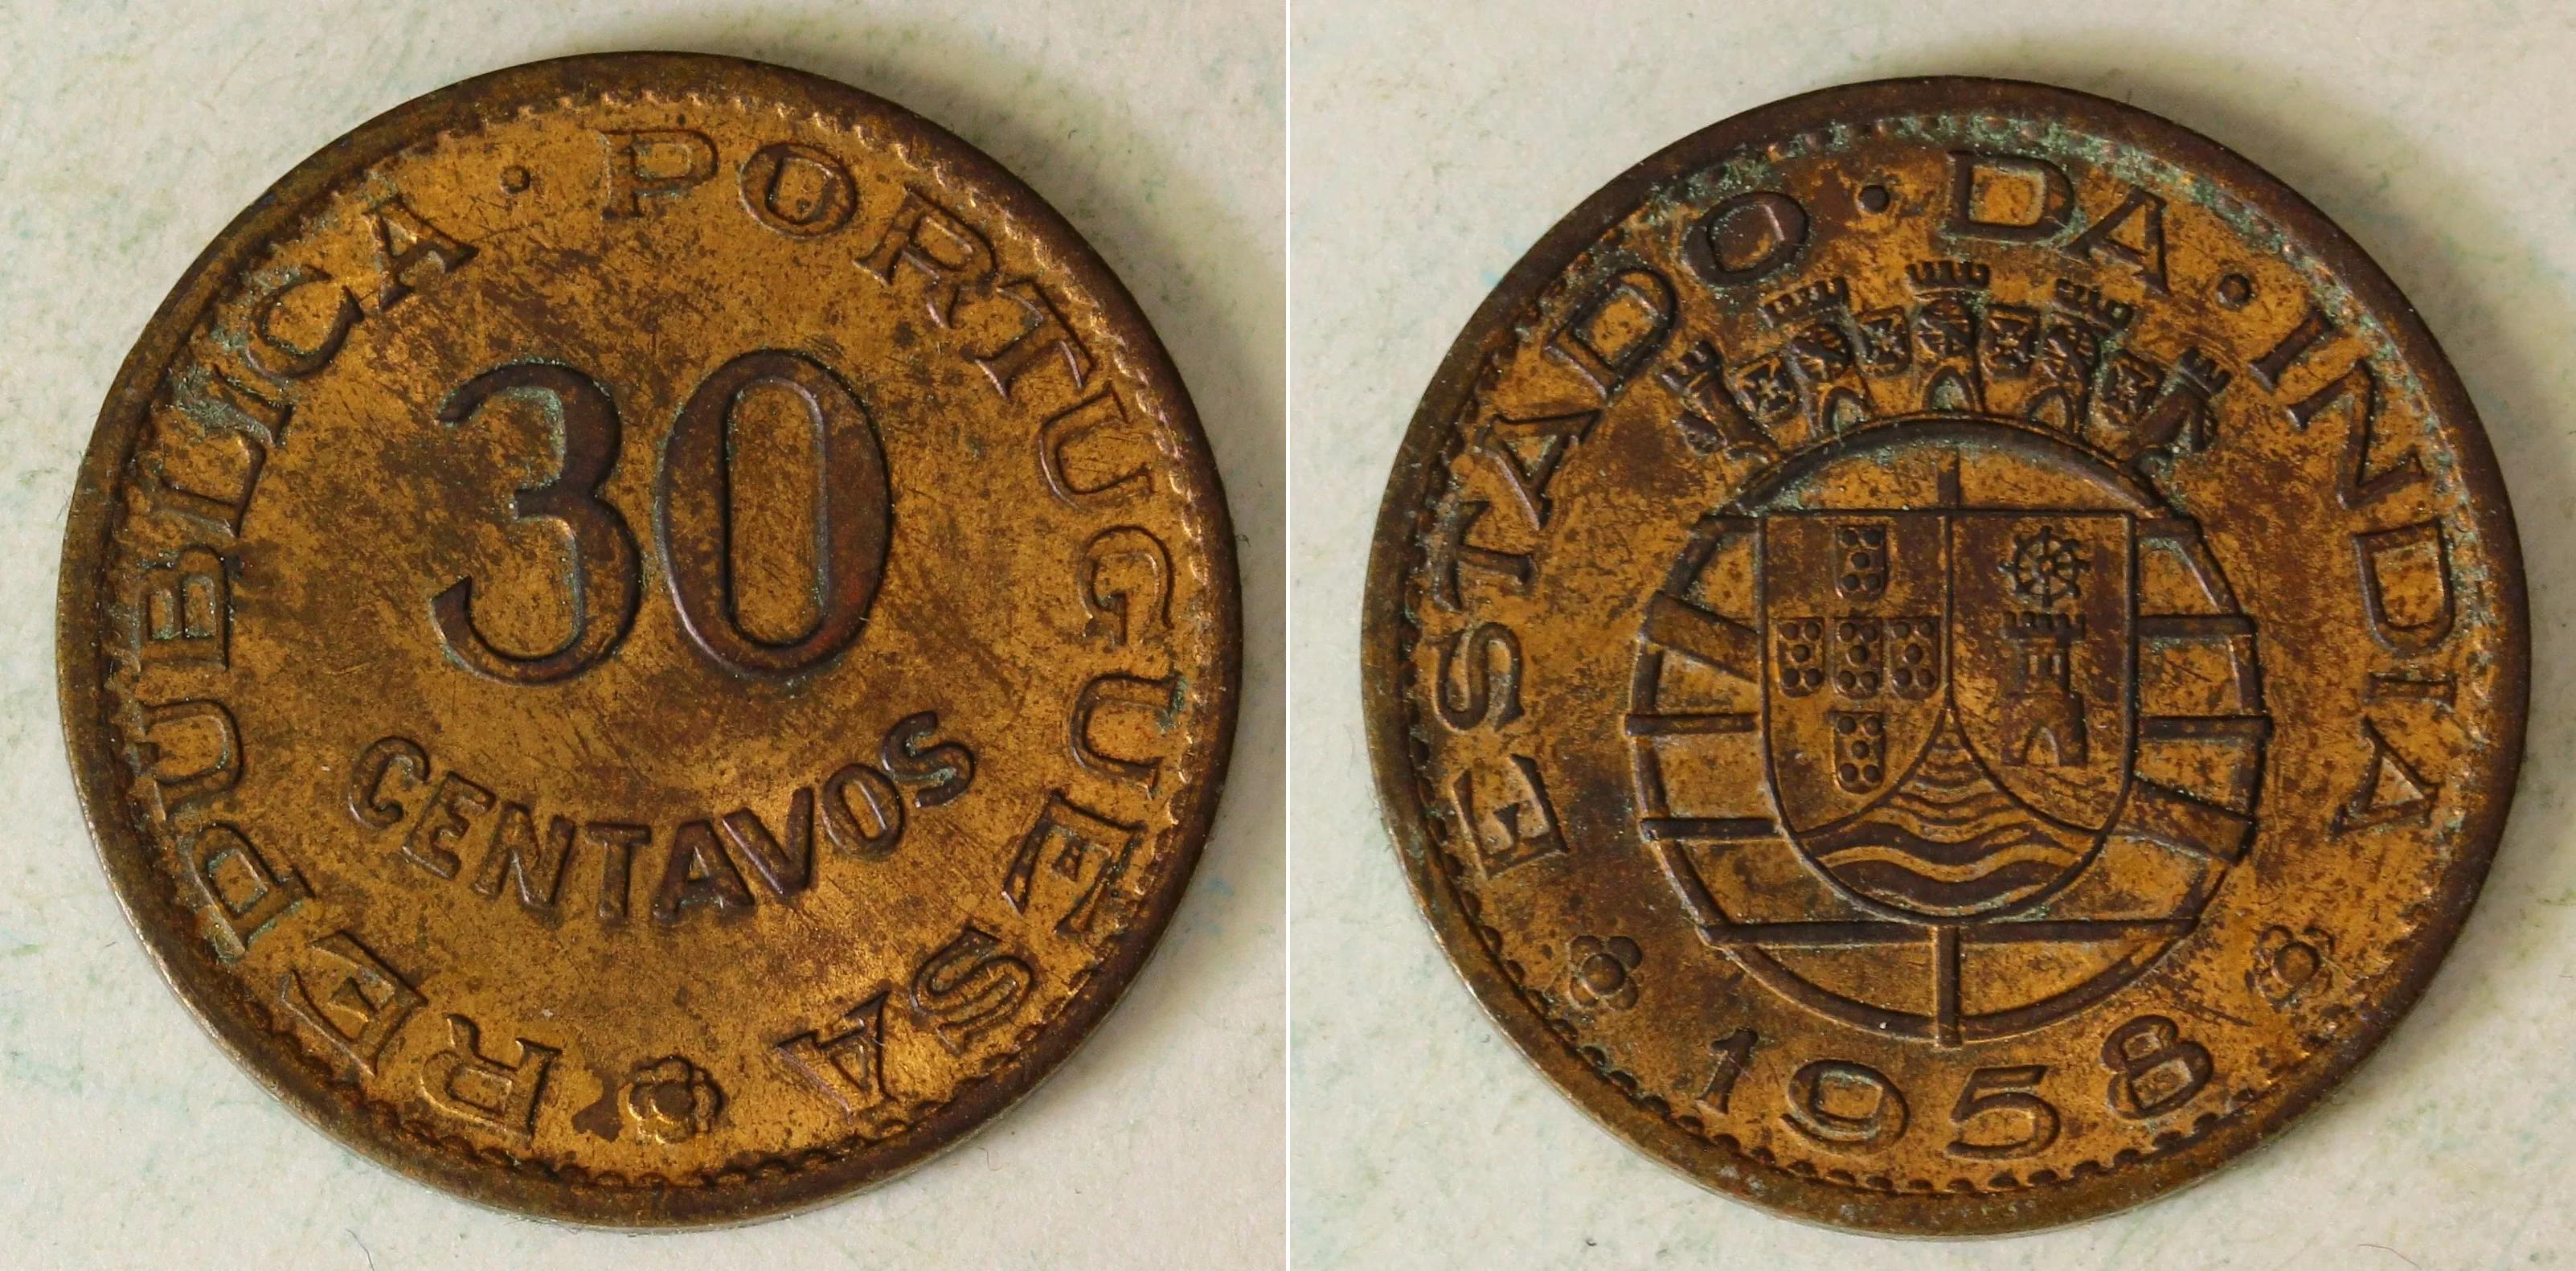 REPUBLICA · PORTUGUESA
30
CENTAVOS
ESTADO · DA · INDIA
1958